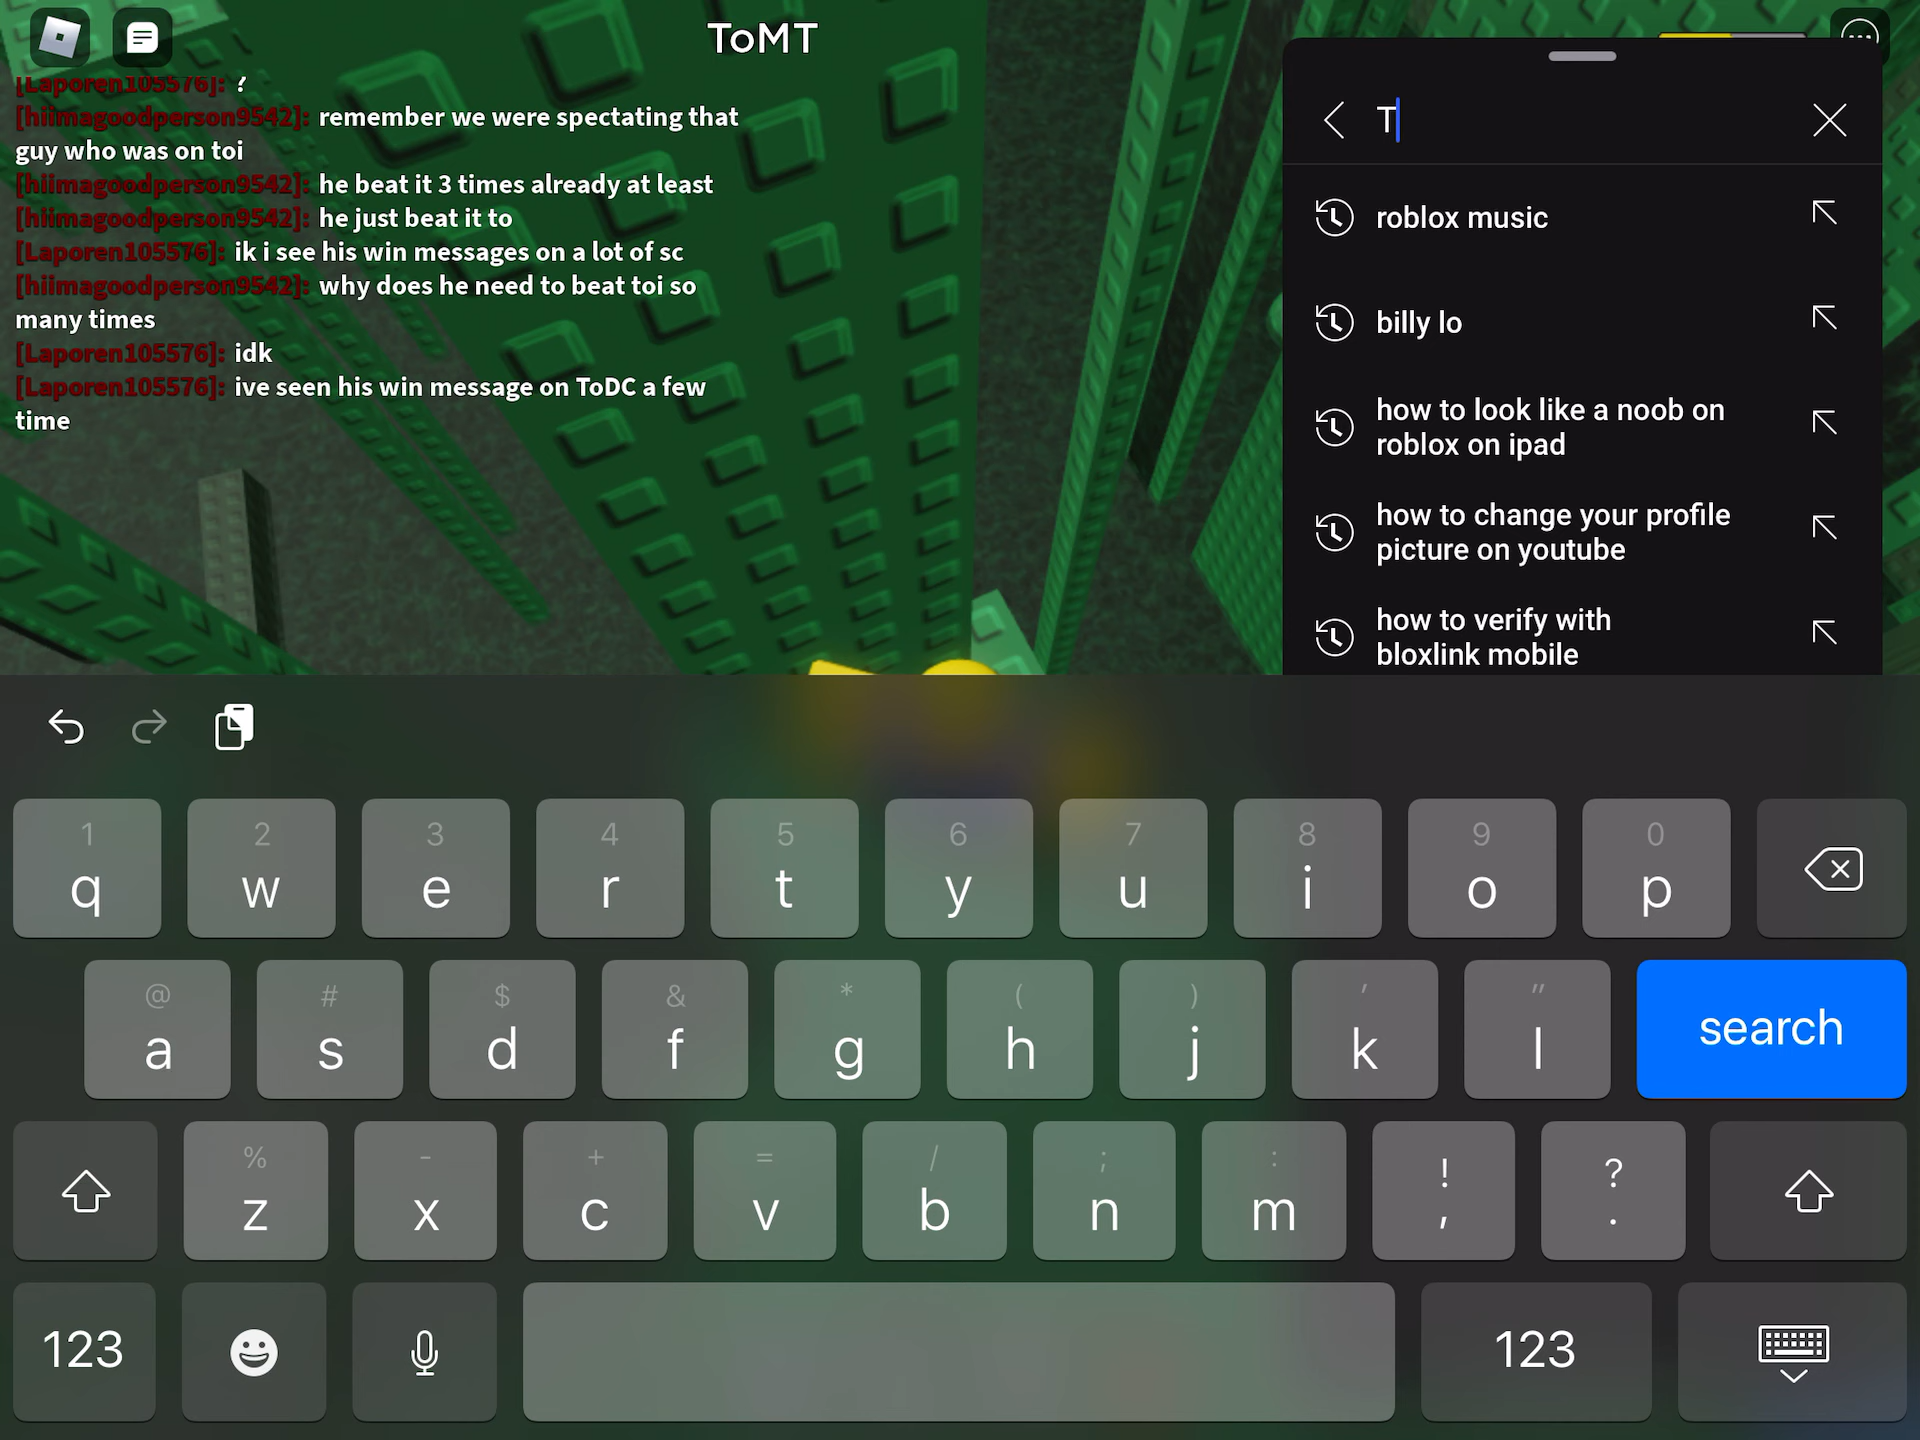 ToMT
[Laporen105576]: ?
[hiimagoodperson9542]: remember we were spectating that
guy who was on toi
[hiimagoodperson9542]: he beat it 3 times already at least
[hiimagoodperson9542]: he just beat it to
[Laporen105576]: ik i see his win messages on a lot of sc
[hiimagoodperson9542]: why does he need to beat toi so
many times
[Laporen105576]: idk
[Laporen105576]: ive seen his win message on ToDC a few
time
T
roblox music
billy lo
how to look like a noob on
roblox on ipad
how to change your profile
picture on youtube
how to verify with
bloxlink mobile
1 2 3 4 5 6 7 8 9 0
q w e r t y u i o p
@ # $ & * ( ) ' "
a s d f g h j k l search
% - + = / ; : ! ?
z x c v b n m , .
123 123